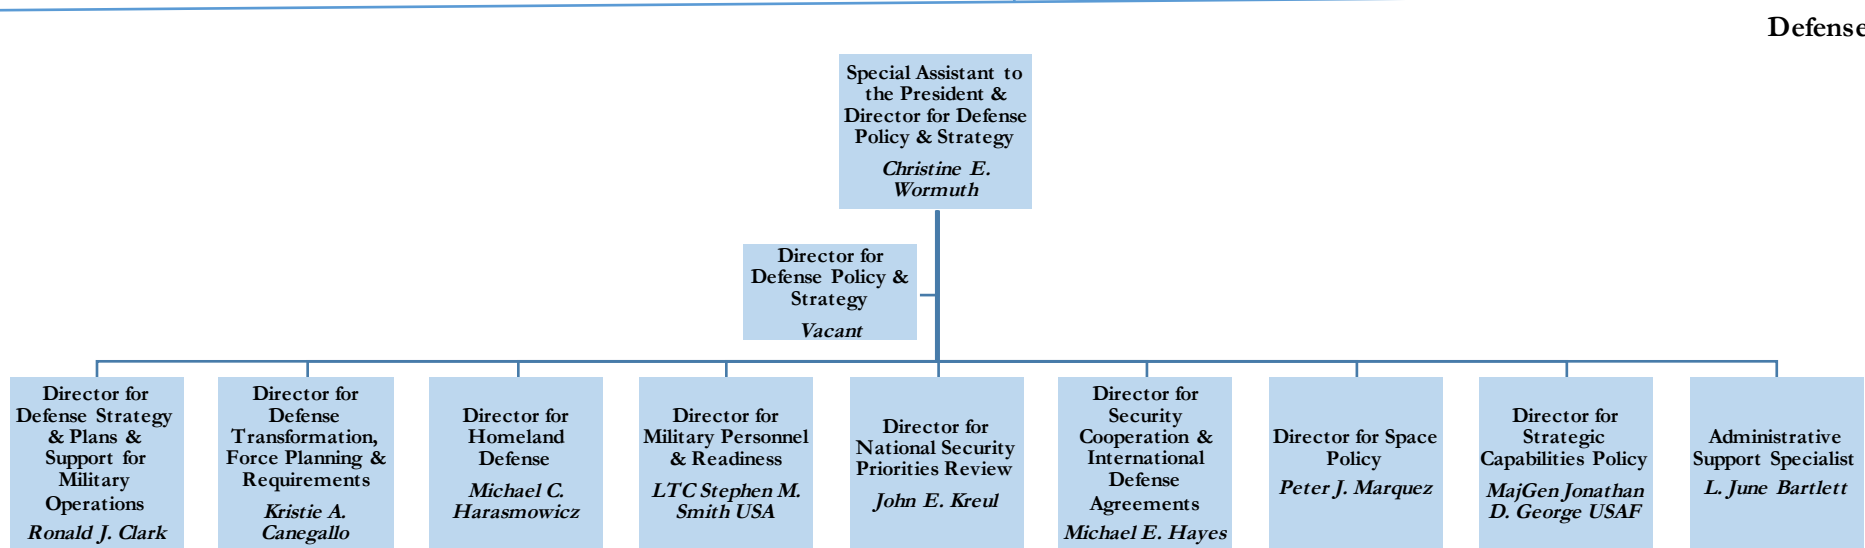 Defense
Special Assistant to
the President &
Director for Defense
Policy & Strategy
Christine E.
Wormuth
Director for
Defense Policy &
Strategy
Vacant
Director for
Defense Strategy
& Plans &
Support for
Military
Operations
Ronald J. Clark
Director for
Defense
Transformation,
Force Planning &
Requirements
Kristie A.
Canegallo
Director for
Homeland
Defense
Michael C.
Harasmowicz
Director for
Military Personnel
& Readiness
LTC Stephen M.
Smith USA
Director for
National Security
Priorities Review
John E. Kreul
Director for
Security
Cooperation &
International
Defense
Agreements
Michael E. Hayes
Director for Space
Policy
Peter J. Marquez
Director for
Strategic
Capabilities Policy
MajGen Jonathan
D. George USAF
Administrative
Support Specialist
L. June Bartlett